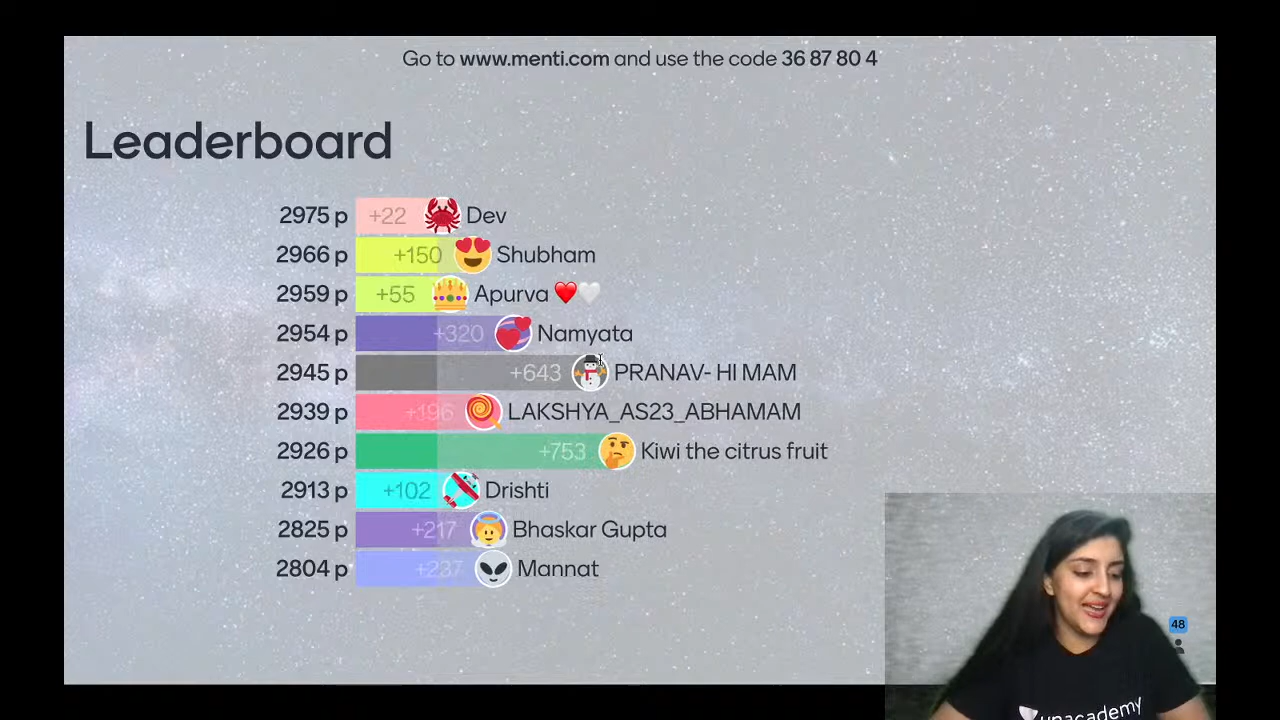 Go to www.menti.com and use the code 36 87 80 4
Leaderboard
2975 p +22 Dev
2966 p +150 Shubham
2959 p +55 Apurva ❤️🤍
2954 p +320 Namyata
2945 p +643 PRANAV- HI MAM
2939 p +196 LAKSHYA_AS23_ABHAMAM
2926 p +753 Kiwi the citrus fruit
2913 p +102 Drishti
2825 p +217 Bhaskar Gupta
2804 p +237 Mannat
48
unacademy